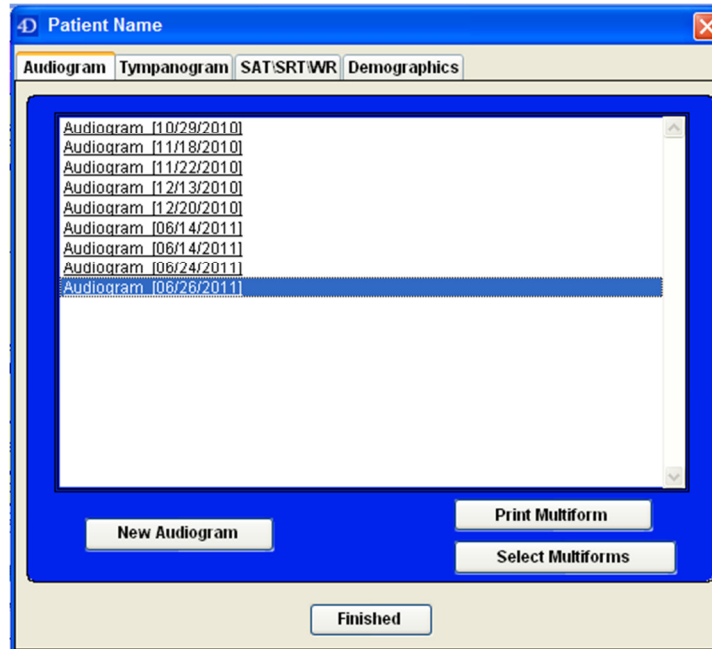 4D Patient Name
Audiogram Tympanogram SAT\SRT\WR Demographics
Audiogram [10/29/2010]
Audiogram [11/18/2010]
Audiogram [11/22/2010]
Audiogram [12/13/2010]
Audiogram [12/20/2010]
Audiogram [06/14/2011]
Audiogram [06/14/2011]
Audiogram [06/24/2011]
Audiogram [06/26/2011]
New Audiogram
Print Multiform
Select Multiforms
Finished